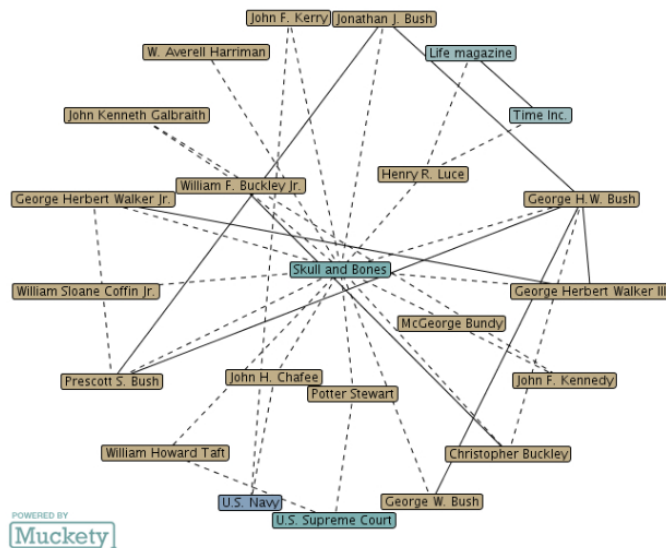 John F. Kerry
Jonathan J. Bush
W. Averell Harriman
Life magazine
John Kenneth Galbraith
Time Inc.
Henry R. Luce
William F. Buckley Jr.
George Herbert Walker Jr.
George H.W. Bush
Skull and Bones
William Sloane Coffin Jr.
George Herbert Walker III
McGeorge Bundy
Prescott S. Bush
John H. Chafee
John F. Kennedy
Potter Stewart
William Howard Taft
Christopher Buckley
U.S. Navy
George W. Bush
U.S. Supreme Court
POWERED BY
Muckety